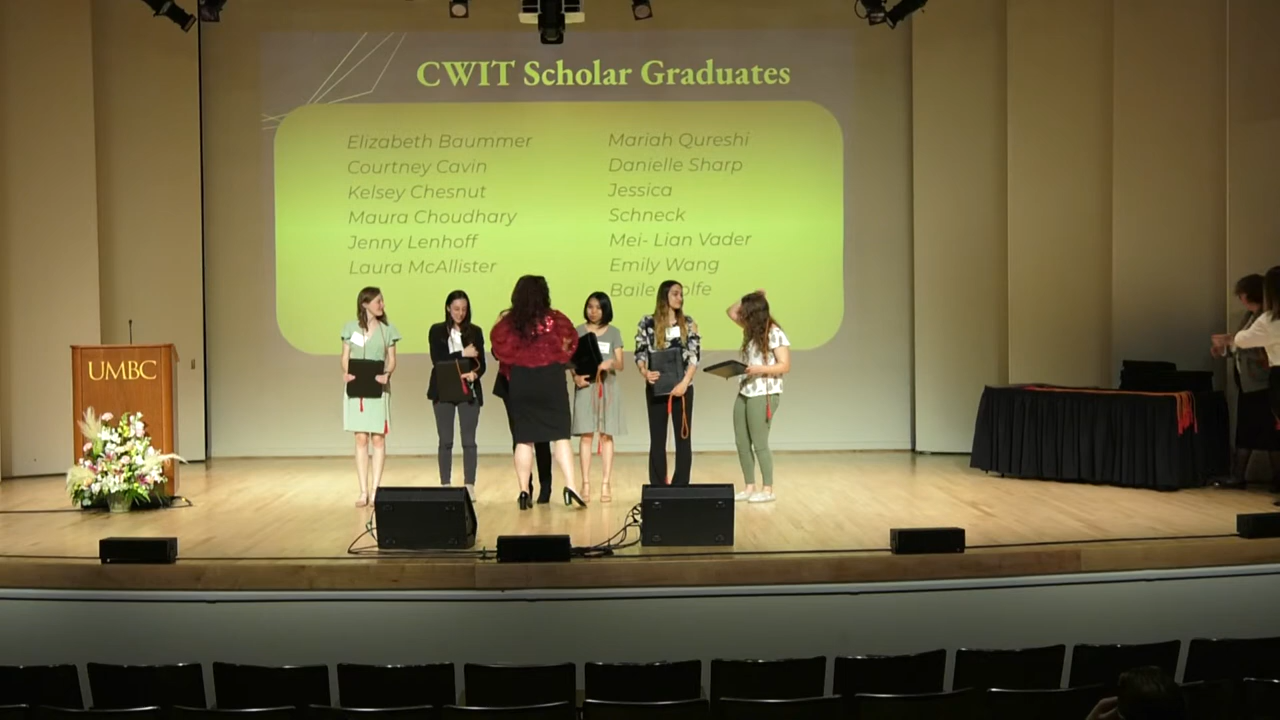 CWIT Scholar Graduates
Elizabeth Baummer
Courtney Cavin
Kelsey Chesnut
Maura Choudhary
Jenny Lenhoff
Laura McAllister
Mariah Qureshi
Danielle Sharp
Jessica
Schneck
Mei- Lian Vader
Emily Wang
UMBC